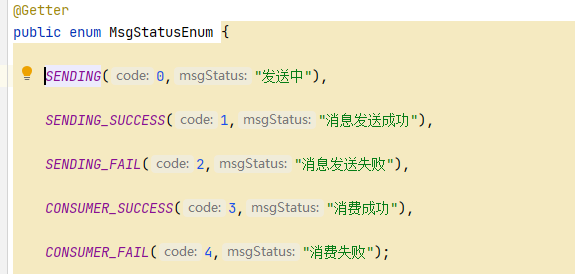 @Getter
public enum MsgStatusEnum {
SENDING( code: 0, msgStatus: "发送中"),
SENDING_SUCCESS( code: 1, msgStatus: "消息发送成功"),
SENDING_FAIL( code: 2, msgStatus: "消息发送失败"),
CONSUMER_SUCCESS( code: 3, msgStatus: "消费成功"),
CONSUMER_FAIL( code: 4, msgStatus: "消费失败");